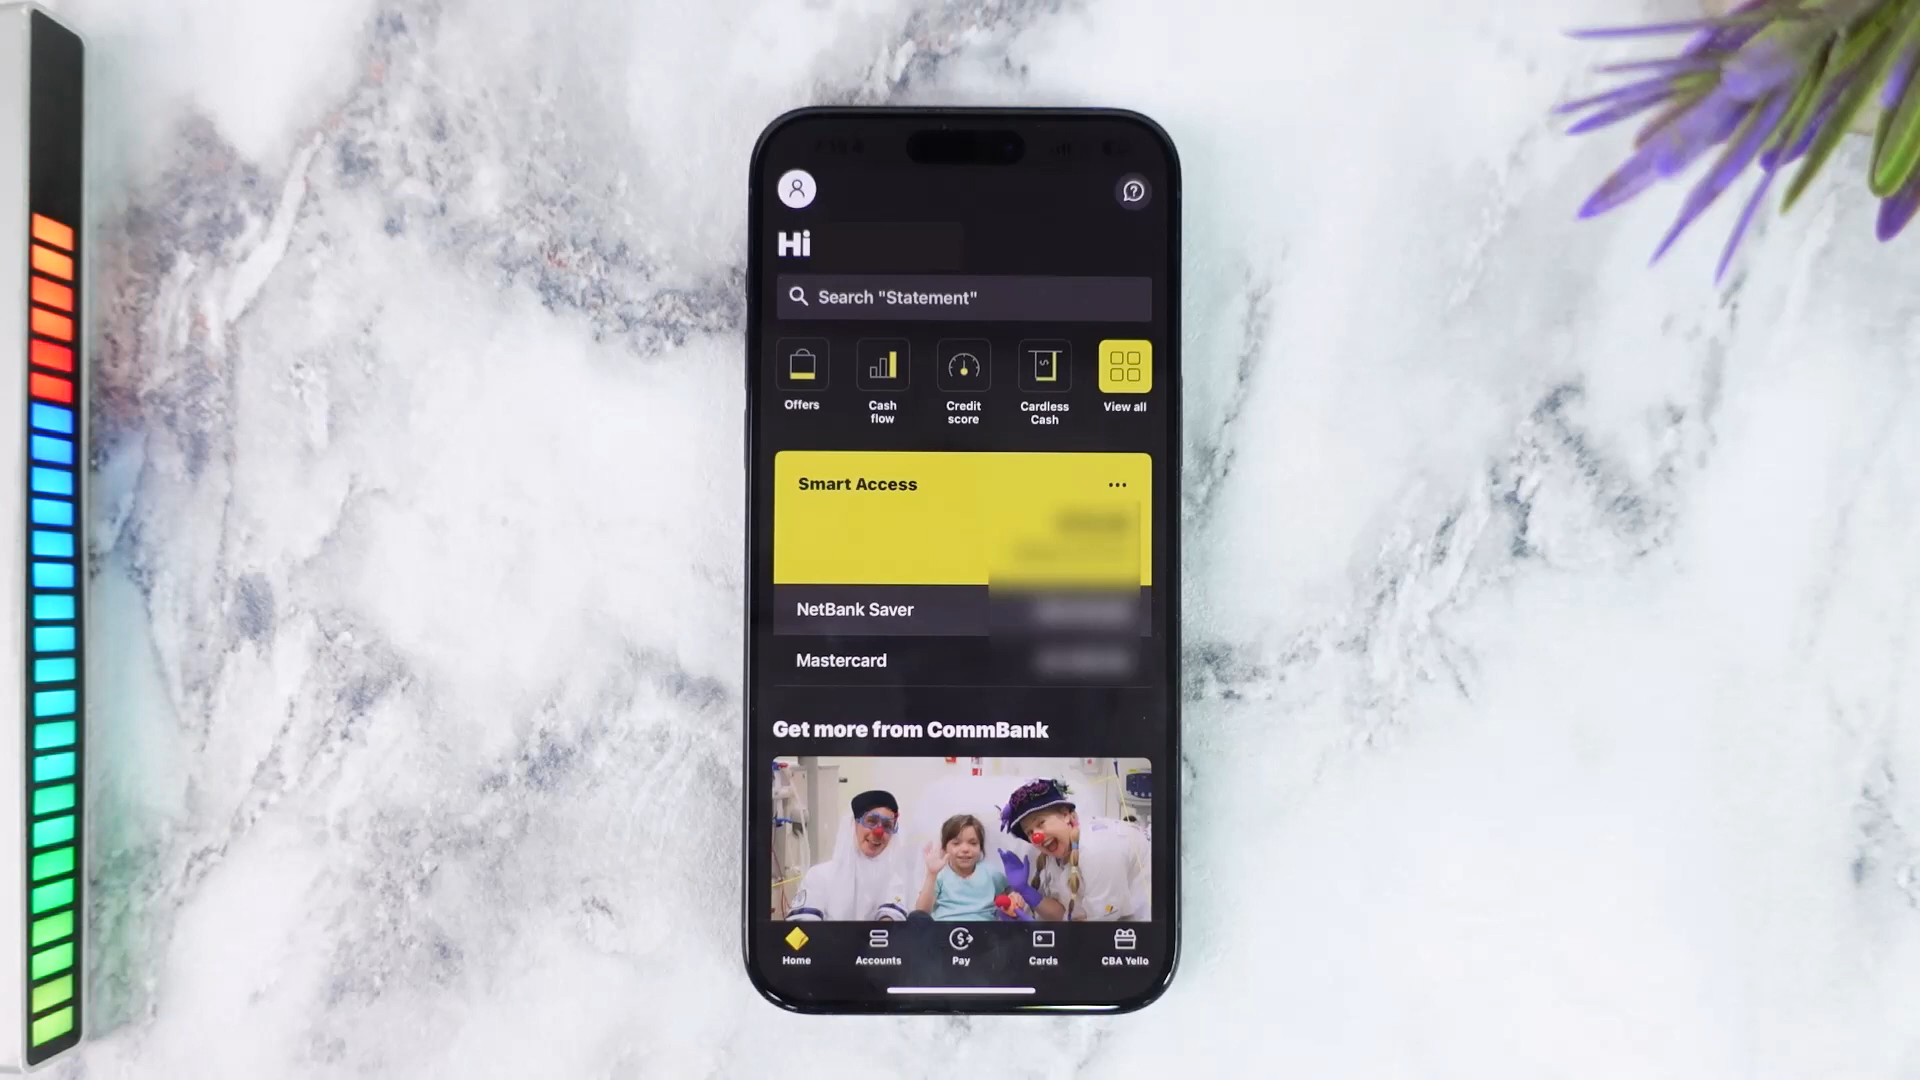 Hi
Search "Statement"
Offers
Cash
flow
Credit
score
Cardless
Cash
View all
Smart Access
NetBank Saver
Mastercard
Get more from CommBank
Home
Accounts
Pay
Cards
CBA Yello